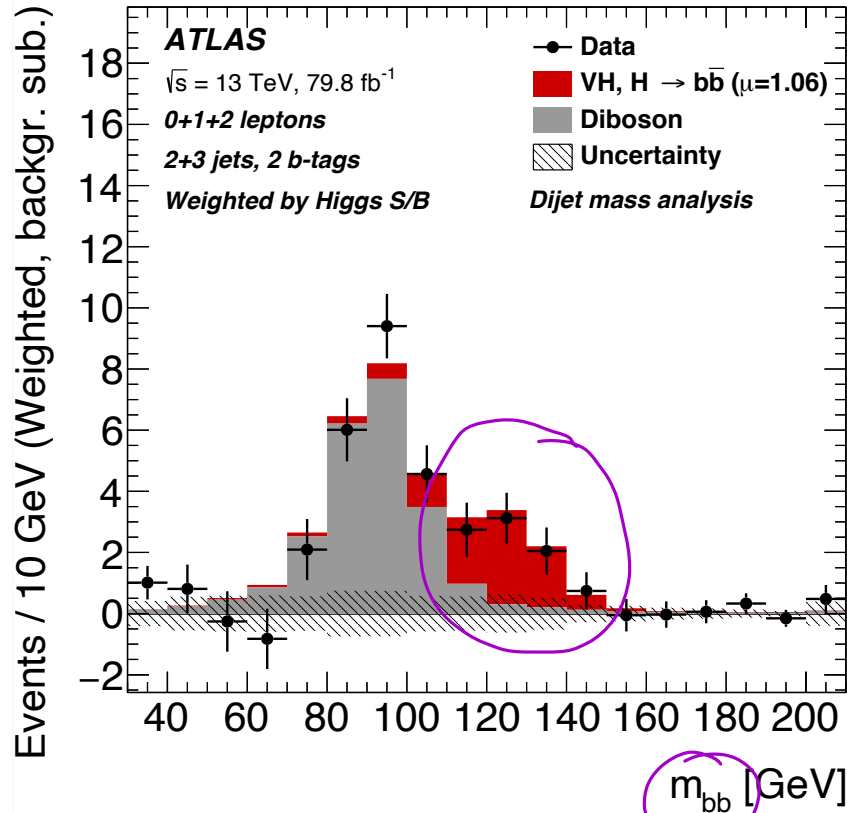 Events / 10 GeV (Weighted, backgr. sub.)
ATLAS
√s = 13 TeV, 79.8 fb⁻¹
0+1+2 leptons
2+3 jets, 2 b-tags
Weighted by Higgs S/B
Data
VH, H → bb̄ (μ=1.06)
Diboson
Uncertainty
Dijet mass analysis
18
16
14
12
10
8
6
4
2
0
−2
40 60 80 100 120 140 160 180 200
m_bb [GeV]